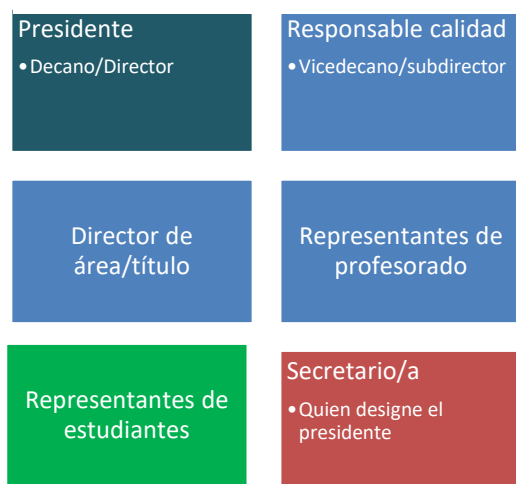 Presidente
•Decano/Director
Responsable calidad
•Vicedecano/subdirector
Director de
área/título
Representantes de
profesorado
Representantes de
estudiantes
Secretario/a
•Quien designe el
presidente